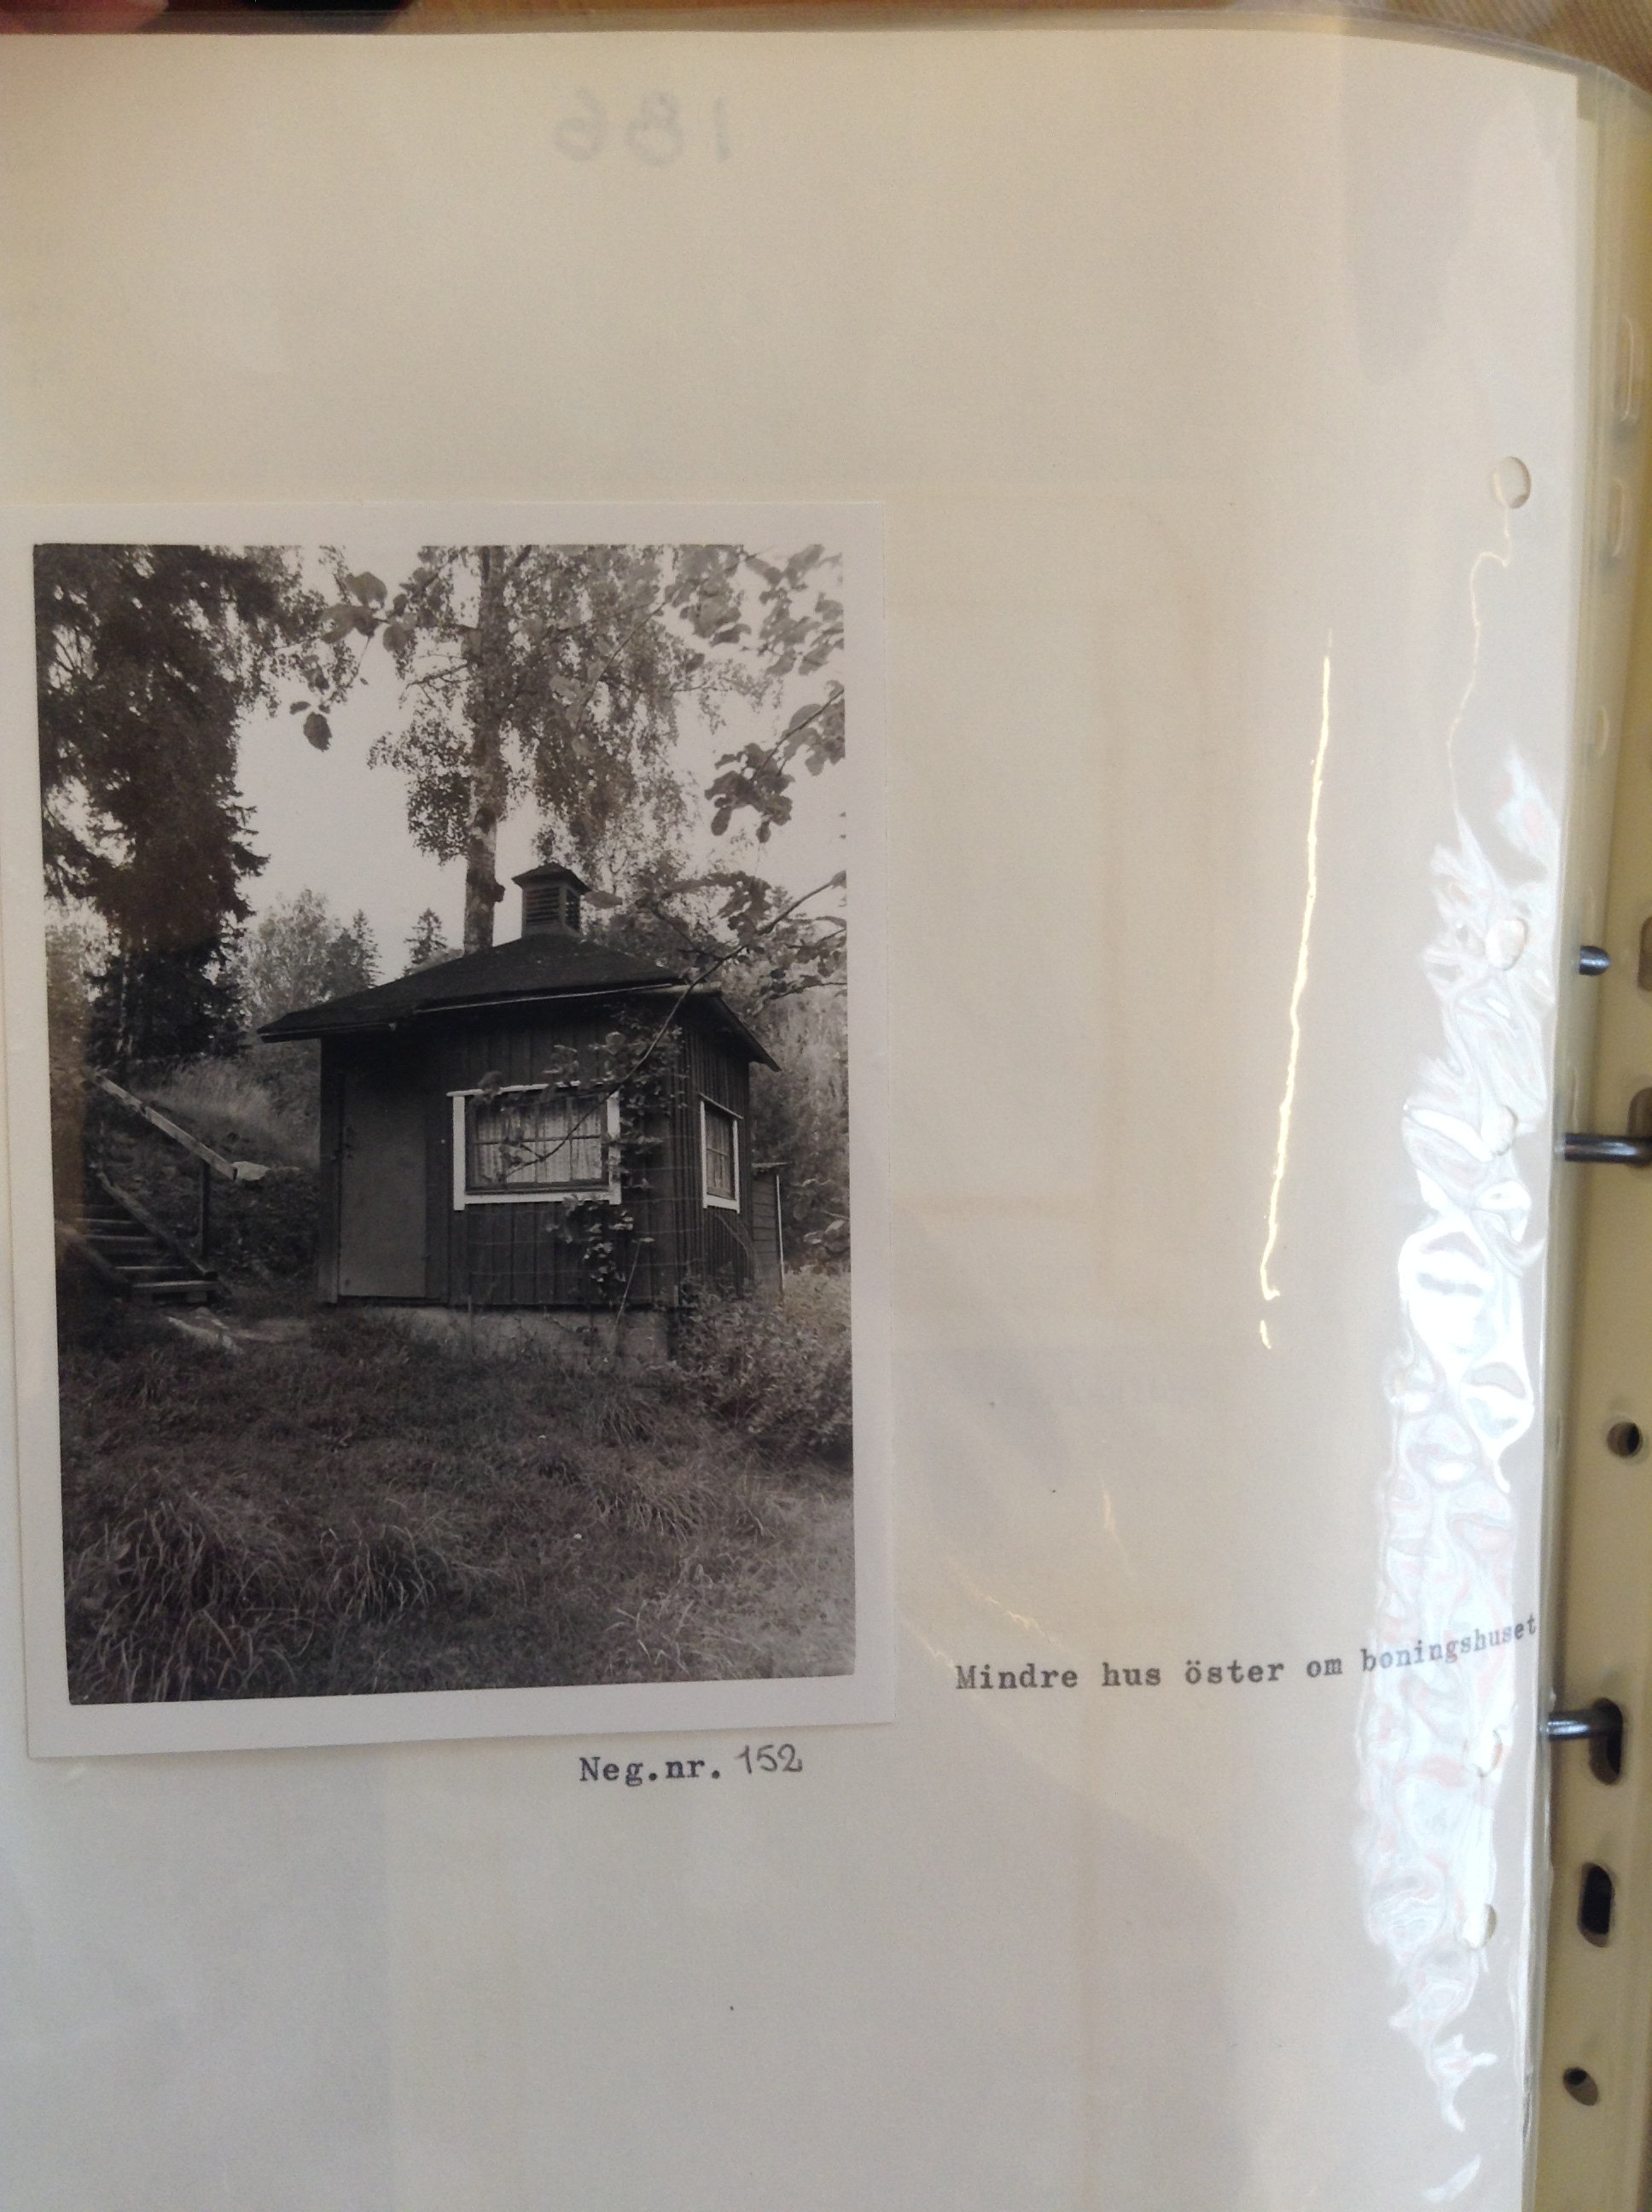 186
Mindre hus öster om boningshuset
Neg.nr. 152